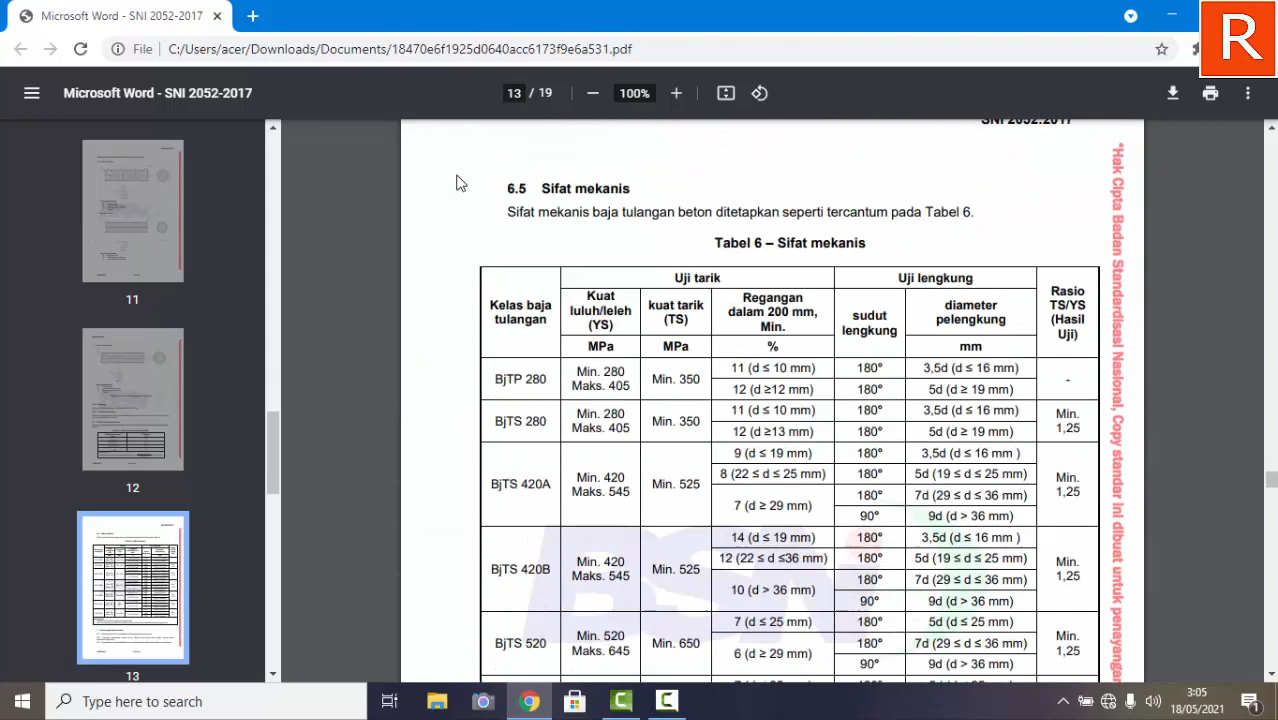 Microsoft Word - SNI 2052-2017
R
File C:/Users/acer/Downloads/Documents/18470e6f1925d0640acc6173f9e6a531.pdf
Microsoft Word - SNI 2052-2017
13 / 19
100%
SNI 2052:2017
6.5 Sifat mekanis
Sifat mekanis baja tulangan beton ditetapkan seperti tercantum pada Tabel 6.
Tabel 6 – Sifat mekanis
Kelas baja tulangan
Uji tarik
Uji lengkung
Rasio TS/YS (Hasil Uji)
Kuat luluh/leleh (YS)
kuat tarik (TS)
Regangan dalam 200 mm, Min.
sudut lengkung
diameter pelengkung
MPa MPa % mm
BjTP 280 Min. 280 Maks. 405 Min. 350 11 (d ≤ 10 mm) 180° 3,5d (d ≤ 16 mm) -
12 (d ≥12 mm) 180° 5d (d ≥ 19 mm)
BjTS 280 Min. 280 Maks. 405 Min. 350 11 (d ≤ 10 mm) 180° 3,5d (d ≤ 16 mm) Min. 1,25
12 (d ≥13 mm) 180° 5d (d ≥ 19 mm)
BjTS 420A Min. 420 Maks. 545 Min. 525 9 (d ≤ 19 mm) 180° 3,5d (d ≤ 16 mm ) Min. 1,25
8 (22 ≤ d ≤ 25 mm) 180° 5d (19 ≤ d ≤ 25 mm)
7 (d ≥ 29 mm) 180° 7d (29 ≤ d ≤ 36 mm)
90° 9d (d > 36 mm)
BjTS 420B Min. 420 Maks. 545 Min. 525 14 (d ≤ 19 mm) 180° 3,5d (d ≤ 16 mm ) Min. 1,25
12 (22 ≤ d ≤36 mm) 180° 5d (19 ≤ d ≤ 25 mm)
10 (d > 36 mm) 180° 7d (29 ≤ d ≤ 36 mm)
90° 9d (d > 36 mm)
BjTS 520 Min. 520 Maks. 645 Min. 650 7 (d ≤ 25 mm) 180° 5d (d ≤ 25 mm) Min. 1,25
6 (d ≥ 29 mm) 180° 7d (29 ≤ d ≤ 36 mm)
90° 9d (d > 36 mm)
"Hak Cipta Badan Standardisasi Nasional, Copy standar ini dibuat untuk penayangan
BSN
11
12
13
Type here to search
3:05
18/05/2021
1